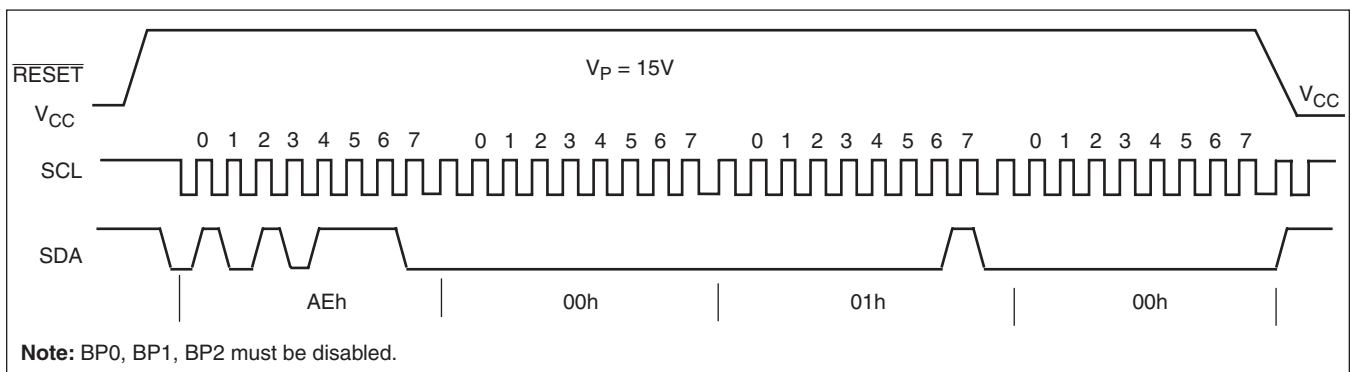 V_P = 15V
R̅E̅S̅E̅T̅
V_CC
V_CC
0 1 2 3 4 5 6 7 0 1 2 3 4 5 6 7 0 1 2 3 4 5 6 7 0 1 2 3 4 5 6 7
SCL
SDA
AEh 00h 01h 00h
Note: BP0, BP1, BP2 must be disabled.